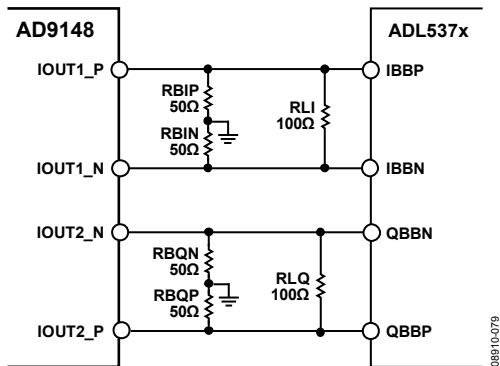 AD9148
ADL537x
IOUT1_P
IBBP
RBIP
50Ω
RBIN
50Ω
RLI
100Ω
IOUT1_N
IBBN
IOUT2_N
QBBN
RBQN
50Ω
RBQP
50Ω
RLQ
100Ω
IOUT2_P
QBBP
08910-079